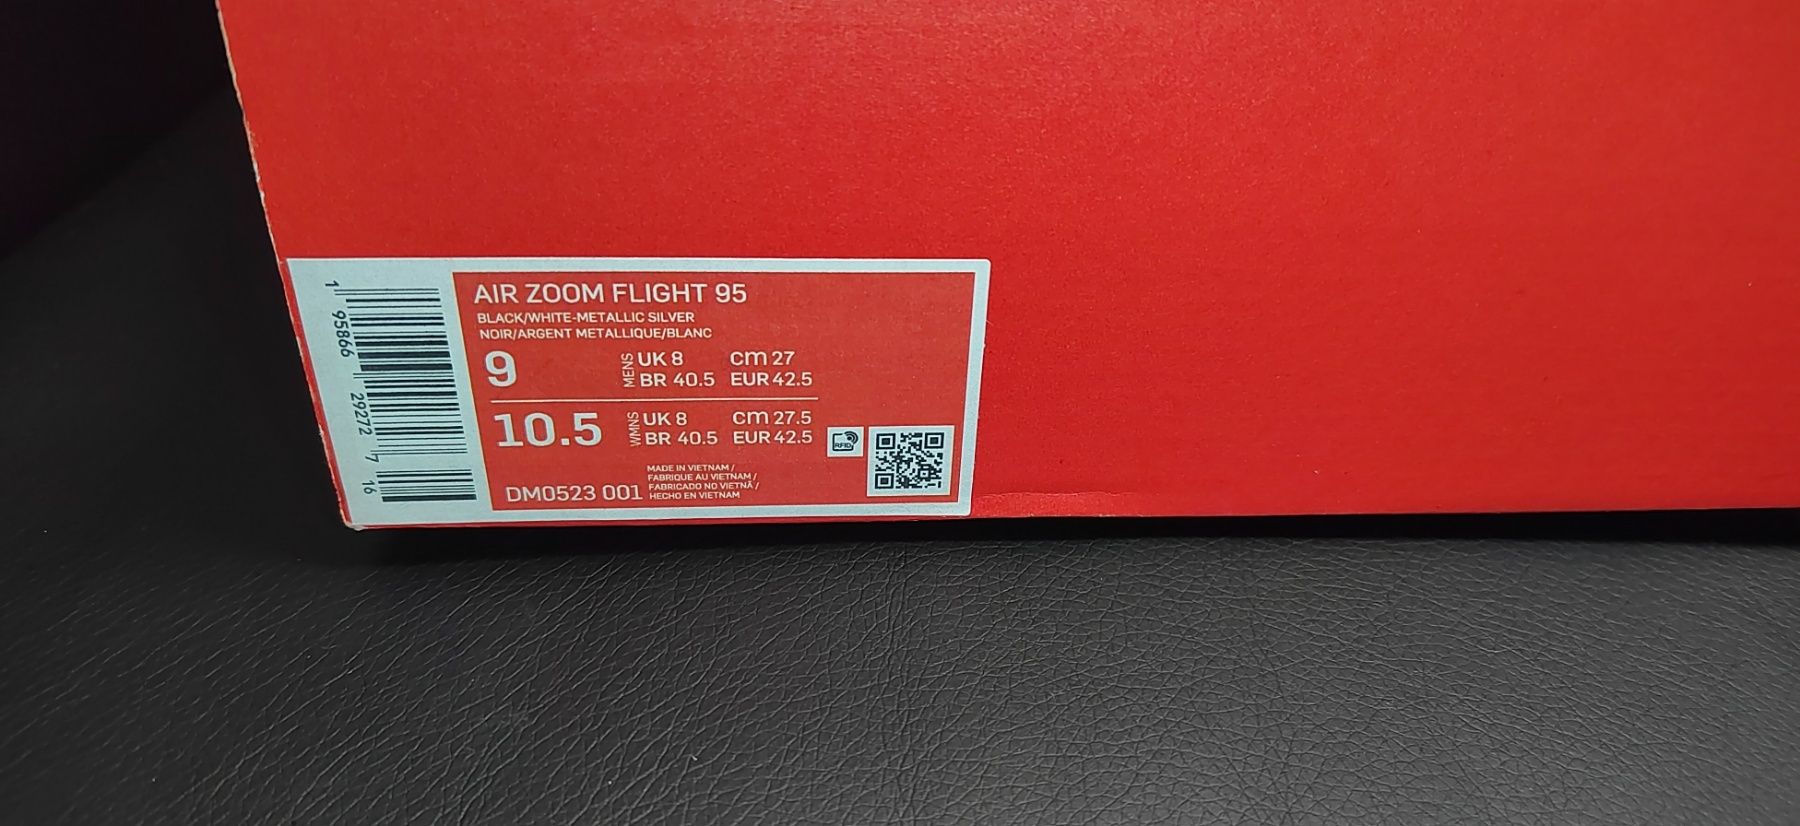 AIR ZOOM FLIGHT 95
BLACK/WHITE-METALLIC SILVER
NOIR/ARGENT METALLIQUE/BLANC
9 MENS UK 8 cm 27
BR 40.5 EUR 42.5
10.5 WMNS UK 8 cm 27.5
BR 40.5 EUR 42.5
RFID
MADE IN VIETNAM /
FABRIQUE AU VIETNAM /
FABRICADO NO VIETNÃ /
HECHO EN VIETNAM
DM0523 001
1 95866 29272 7 16